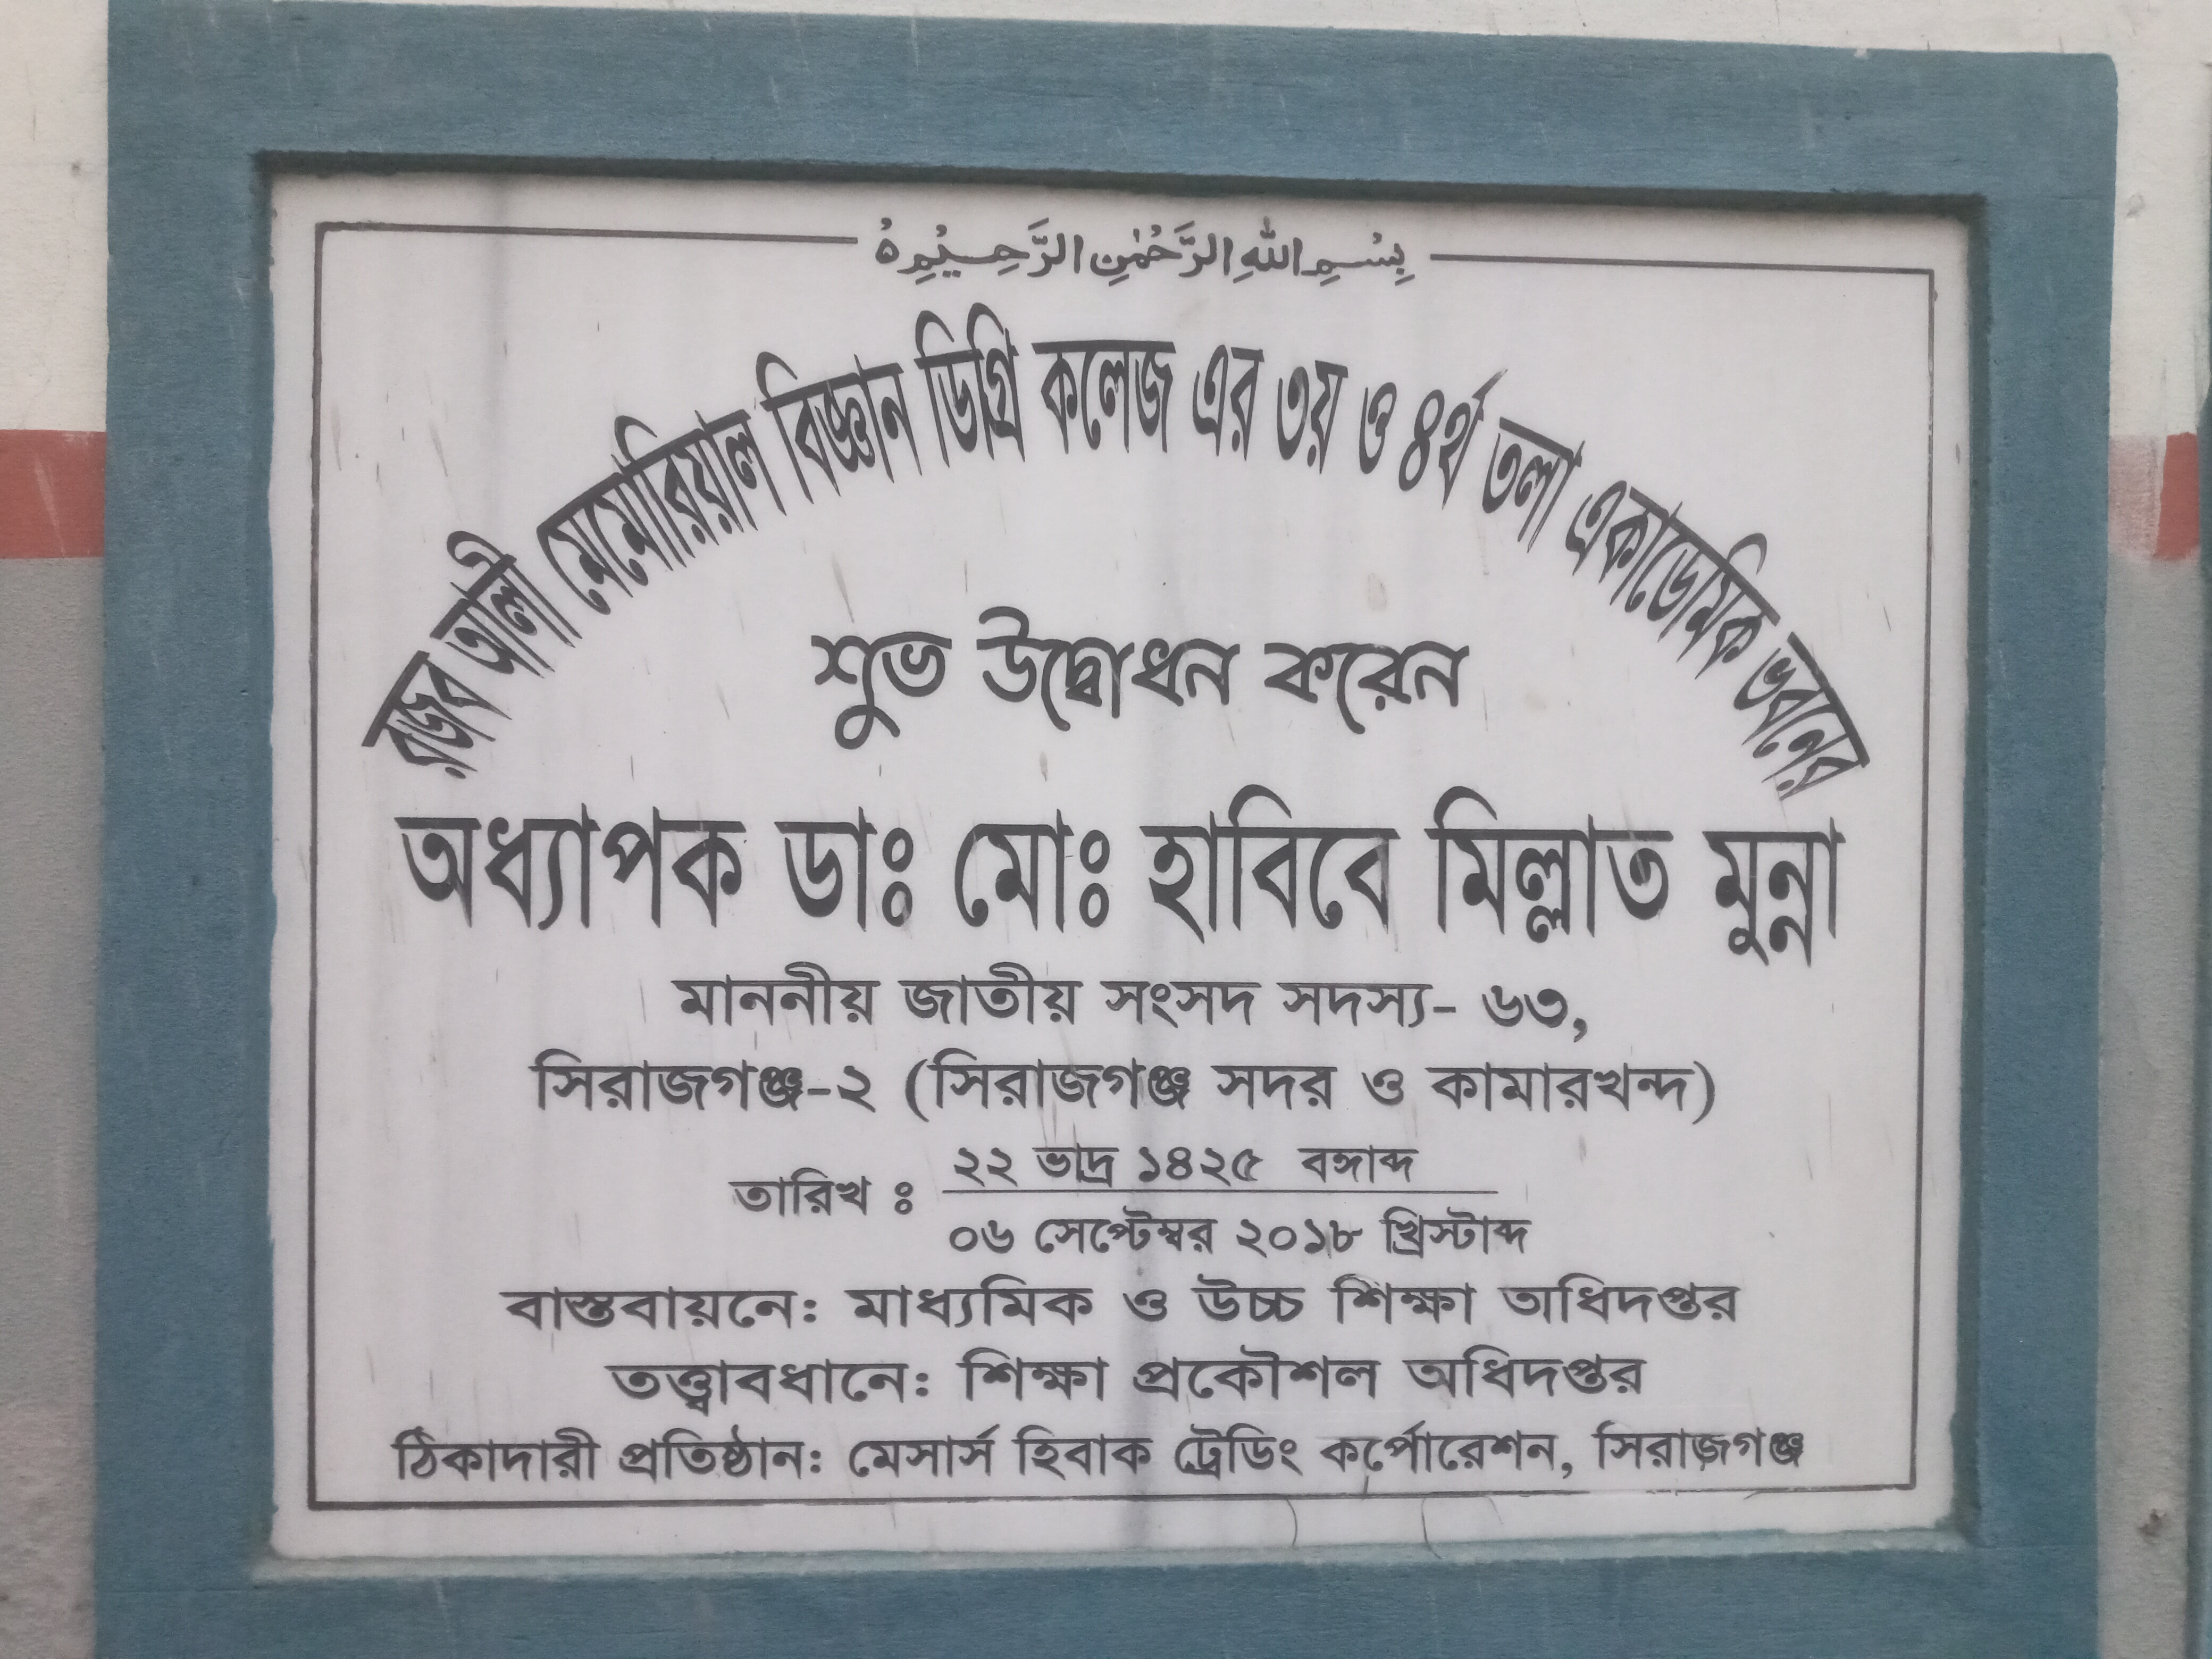 بِسْمِ اللهِ الرَّحْمٰنِ الرَّحِيْمِ
রজব আলী মেমোরিয়াল বিজ্ঞান ডিগ্রি কলেজ এর ৩য় ও ৪র্থ তলা একাডেমিক ভবনের
শুভ উদ্বোধন করেন
অধ্যাপক ডাঃ মোঃ হাবিবে মিল্লাত মুন্না
মাননীয় জাতীয় সংসদ সদস্য- ৬৩,
সিরাজগঞ্জ-২ (সিরাজগঞ্জ সদর ও কামারখন্দ)
তারিখ ঃ ২২ ভাদ্র ১৪২৫ বঙ্গাব্দ
০৬ সেপ্টেম্বর ২০১৮ খ্রিস্টাব্দ
বাস্তবায়নে: মাধ্যমিক ও উচ্চ শিক্ষা অধিদপ্তর
তত্ত্বাবধানে: শিক্ষা প্রকৌশল অধিদপ্তর
ঠিকাদারী প্রতিষ্ঠান: মেসার্স হিবাক ট্রেডিং কর্পোরেশন, সিরাজগঞ্জ